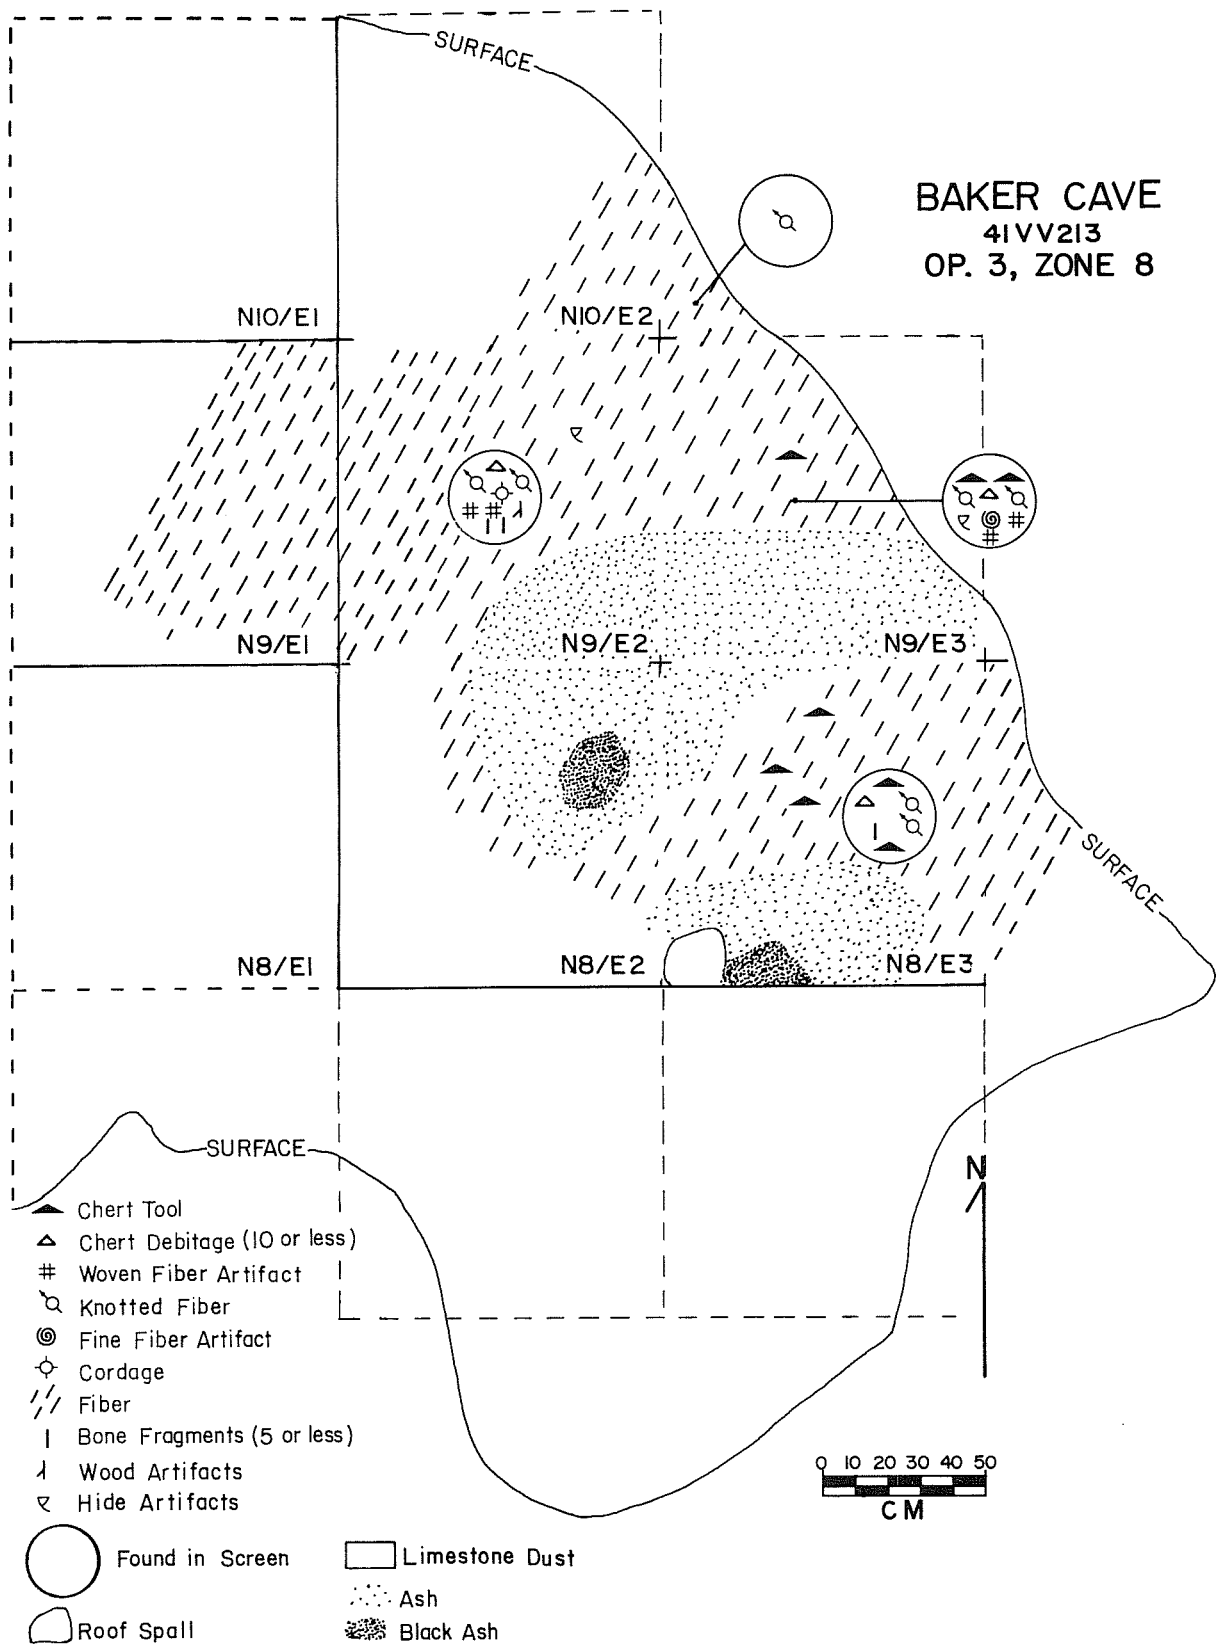 SURFACE
BAKER CAVE
41VV213
OP. 3, ZONE 8
N10/E1
N10/E2
N9/E1
N9/E2
N9/E3
SURFACE
N8/E1
N8/E2
N8/E3
SURFACE
N
Chert Tool
Chert Debitage (10 or less)
Woven Fiber Artifact
Knotted Fiber
Fine Fiber Artifact
Cordage
Fiber
Bone Fragments (5 or less)
Wood Artifacts
Hide Artifacts
0 10 20 30 40 50
CM
Found in Screen
Limestone Dust
Ash
Roof Spall
Black Ash